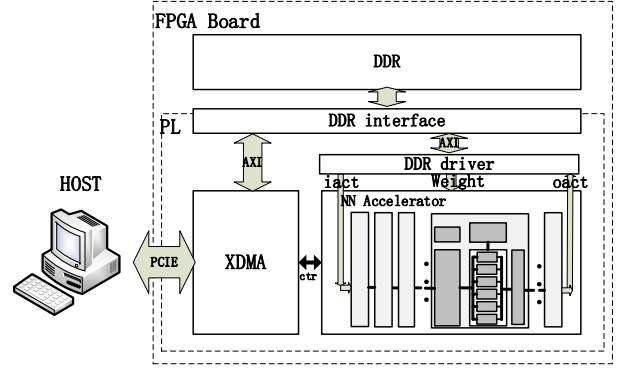 FPGA Board
DDR
PL
DDR interface
AXI
AXI
DDR driver
HOST
iact
Weight
oact
NN Accelerator
PCIE
XDMA
ctr